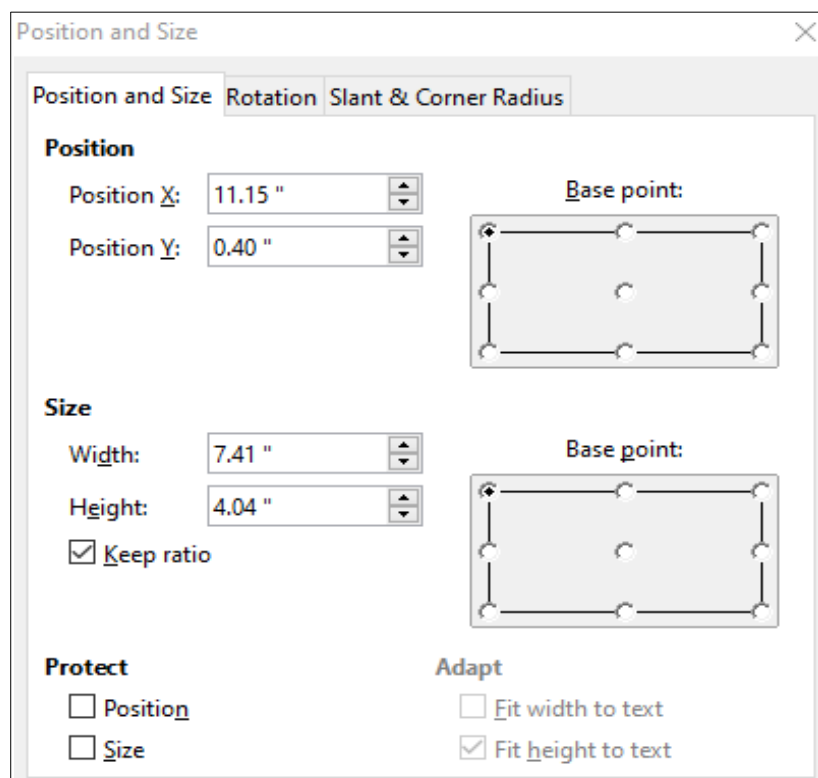 Position and Size
Position and Size Rotation Slant & Corner Radius
Position
Position X: 11.15 "
Base point:
Position Y: 0.40 "
Size
Width: 7.41 "
Base point:
Height: 4.04 "
Keep ratio
Protect
Adapt
Position
Fit width to text
Size
Fit height to text